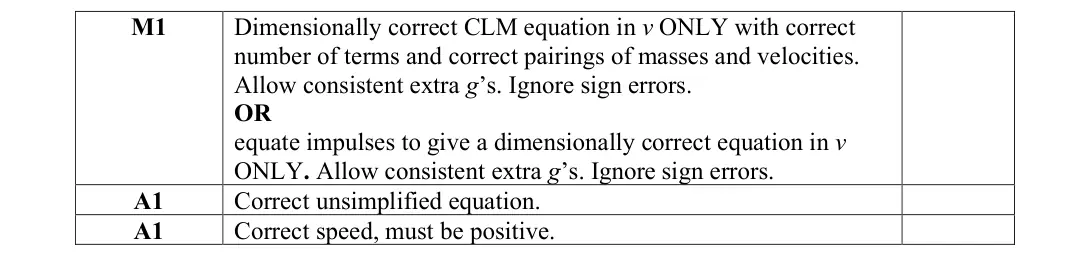 M1 Dimensionally correct CLM equation in v ONLY with correct
number of terms and correct pairings of masses and velocities.
Allow consistent extra g’s. Ignore sign errors.
OR
equate impulses to give a dimensionally correct equation in v
ONLY. Allow consistent extra g’s. Ignore sign errors.
A1 Correct unsimplified equation.
A1 Correct speed, must be positive.